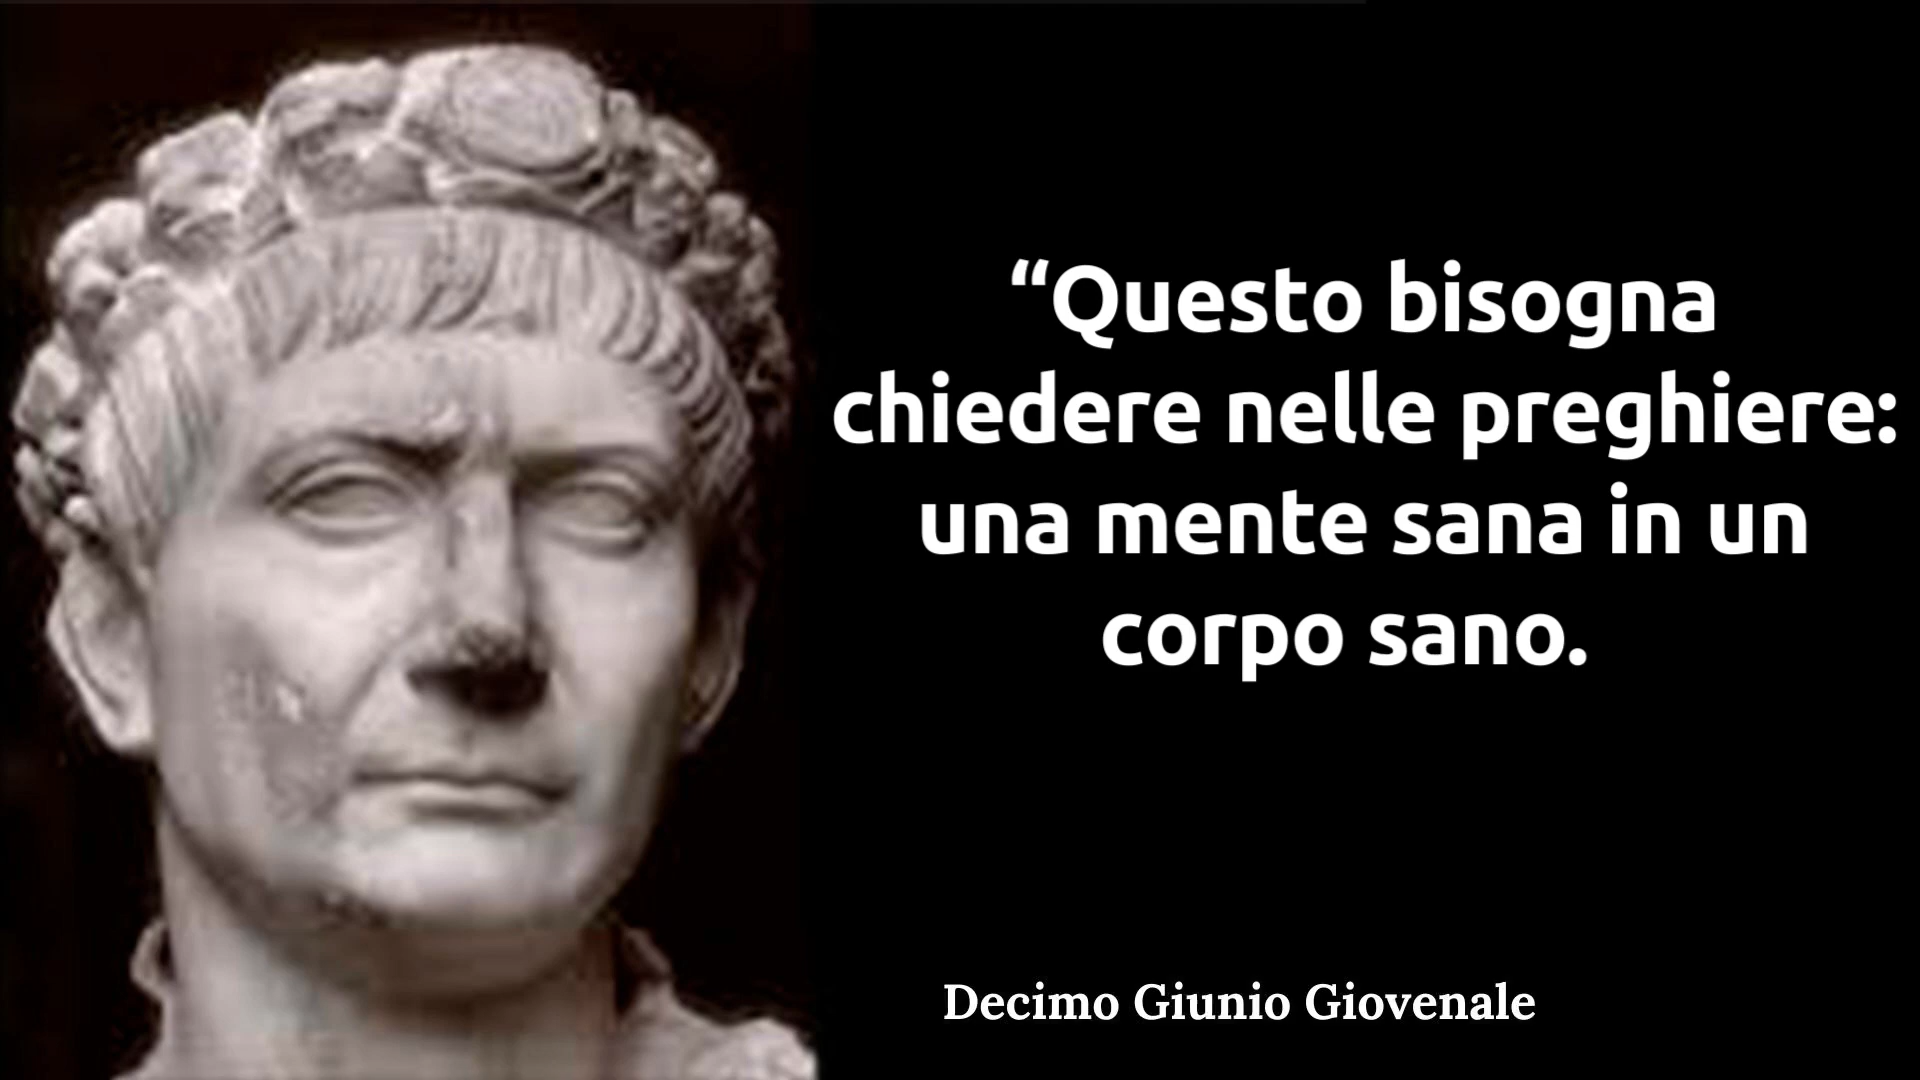 “Questo bisogna
chiedere nelle preghiere:
una mente sana in un
corpo sano.
Decimo Giunio Giovenale